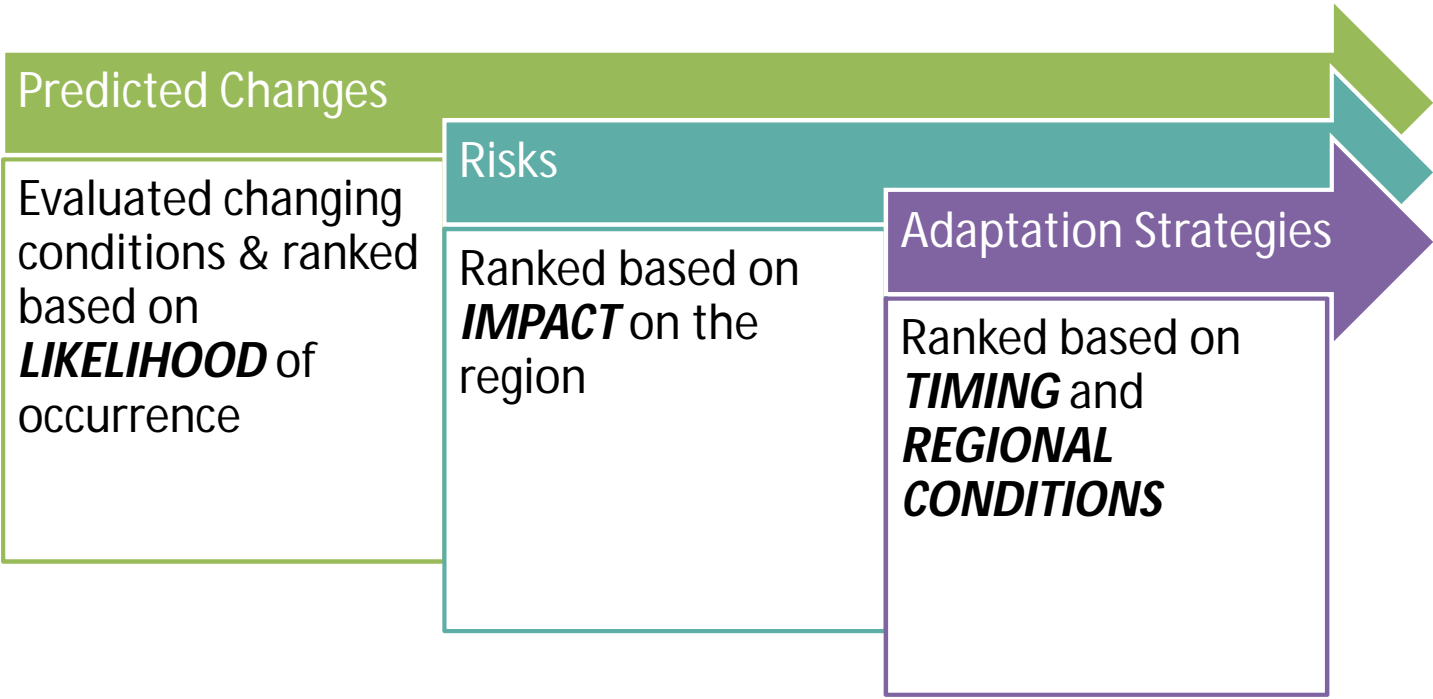 Predicted Changes
Evaluated changing
conditions & ranked
based on
LIKELIHOOD of
occurrence
Risks
Ranked based on
IMPACT on the
region
Adaptation Strategies
Ranked based on
TIMING and
REGIONAL
CONDITIONS